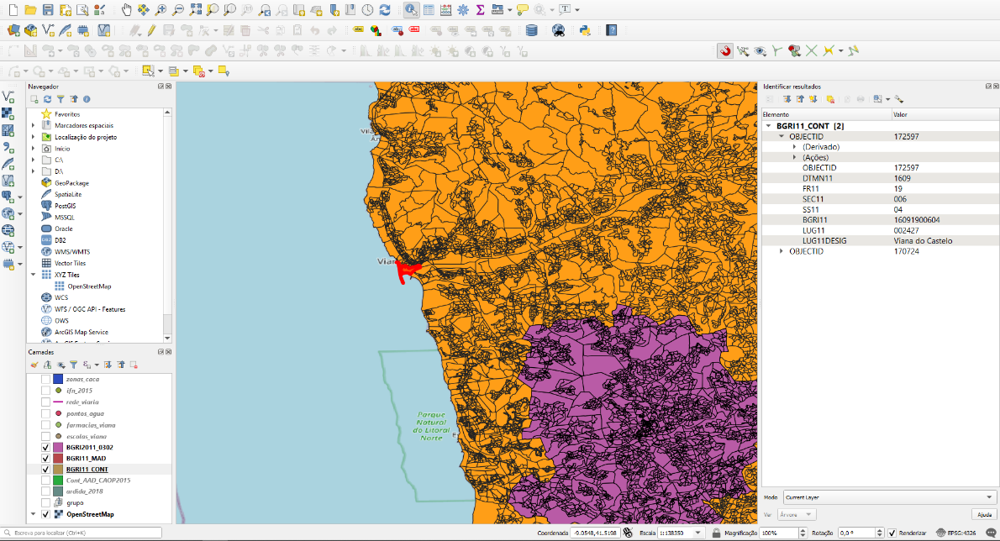 Navegador
Favoritos
Marcadores espaciais
Localização do projeto
Início
C:\
D:\
GeoPackage
SpatiaLite
PostGIS
MSSQL
Oracle
DB2
WMS/WMTS
Vector Tiles
XYZ Tiles
OpenStreetMap
WCS
WFS / OGC API - Features
OWS
ArcGIS Map Service
Camadas
zonas_caca
ifn_2015
rede_viaria
pontos_agua
farmacias_viana
escolas_viana
BGRI2011_0302
BGRI11_MAD
BGRI11_CONT
Cont_AAD_CAOP2015
ardida_2018
grupo
OpenStreetMap
Parque
Natural
do Litoral
Norte
Identificar resultados
Elemento Valor
BGRI11_CONT [2]
OBJECTID 172597
(Derivado)
(Ações)
OBJECTID 172597
DTMN11 1609
FR11 19
SEC11 006
SS11 04
BGRI11 16091900604
LUG11 002427
LUG11DESIG Viana do Castelo
OBJECTID 170724
Modo Current Layer
Ver Árvore Ajuda
Escreva para localizar (Ctrl+K) Coordenada -9.0548,41.5198 Escala 1:138350 Magnificação 100% Rotação 0,0 ° Renderizar EPSG:4326